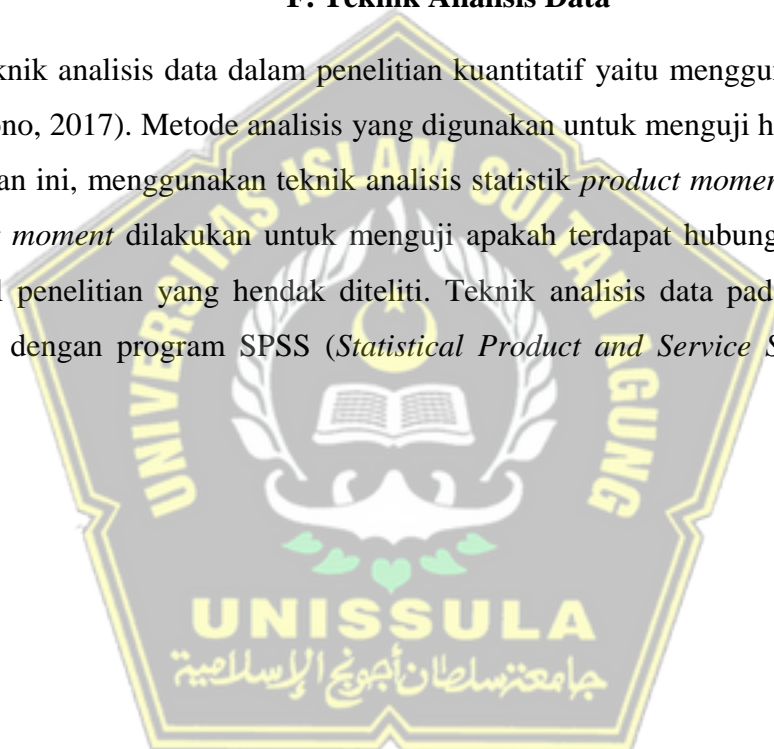 F. Teknik Analisis Data
knik analisis data dalam penelitian kuantitatif yaitu menggun
ono, 2017). Metode analisis yang digunakan untuk menguji h
an ini, menggunakan teknik analisis statistik product momen
moment dilakukan untuk menguji apakah terdapat hubung
penelitian yang hendak diteliti. Teknik analisis data pad
dengan program SPSS (Statistical Product and Service S
UNIVERSITAS ISLAM SULTAN AGUNG
UNISSULA
جامعة سلطان أجونج الإسلامية